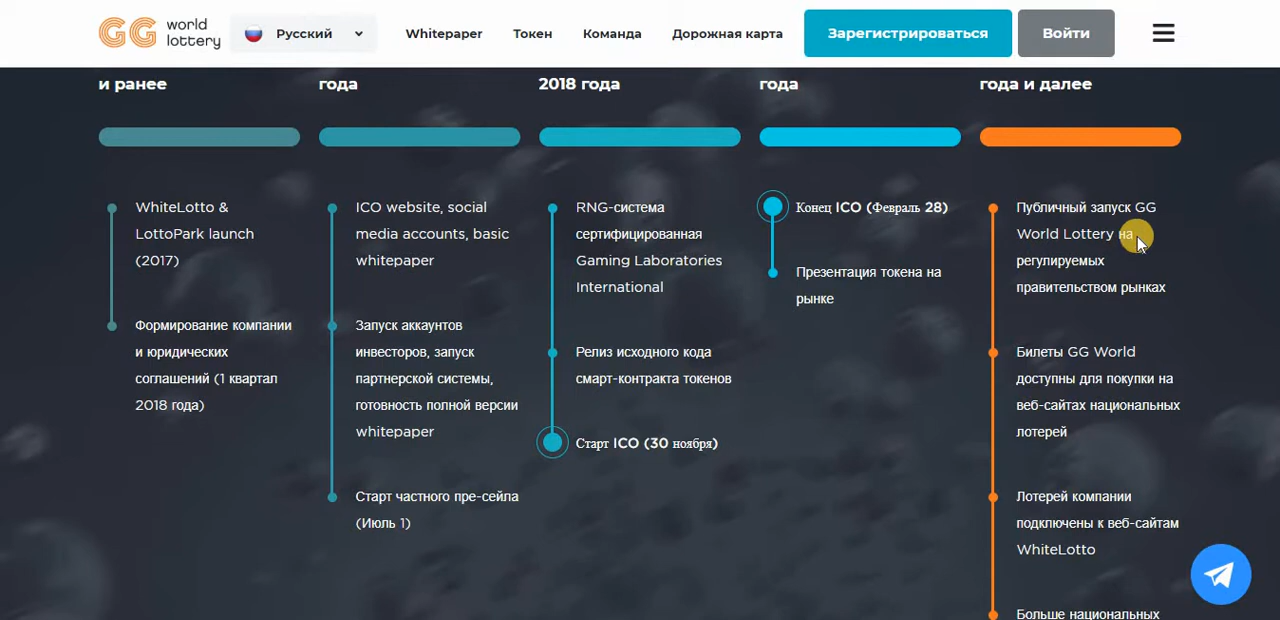 GG world lottery
Русский
Whitepaper
Токен
Команда
Дорожная карта
Зарегистрироваться
Войти
и ранее
года
2018 года
года
года и далее
WhiteLotto &
LottoPark launch
(2017)
Формирование компании
и юридических
соглашений (1 квартал
2018 года)
ICO website, social
media accounts, basic
whitepaper
Запуск аккаунтов
инвесторов, запуск
партнерской системы,
готовность полной версии
whitepaper
Старт частного пре-сейла
(Июль 1)
RNG-система
сертифицированная
Gaming Laboratories
International
Релиз исходного кода
смарт-контракта токенов
Старт ICO (30 ноября)
Конец ICO (Февраль 28)
Презентация токена на
рынке
Публичный запуск GG
World Lottery на
регулируемых
правительством рынках
Билеты GG World
доступны для покупки на
веб-сайтах национальных
лотерей
Лотерей компании
подключены к веб-сайтам
WhiteLotto
Больше национальных